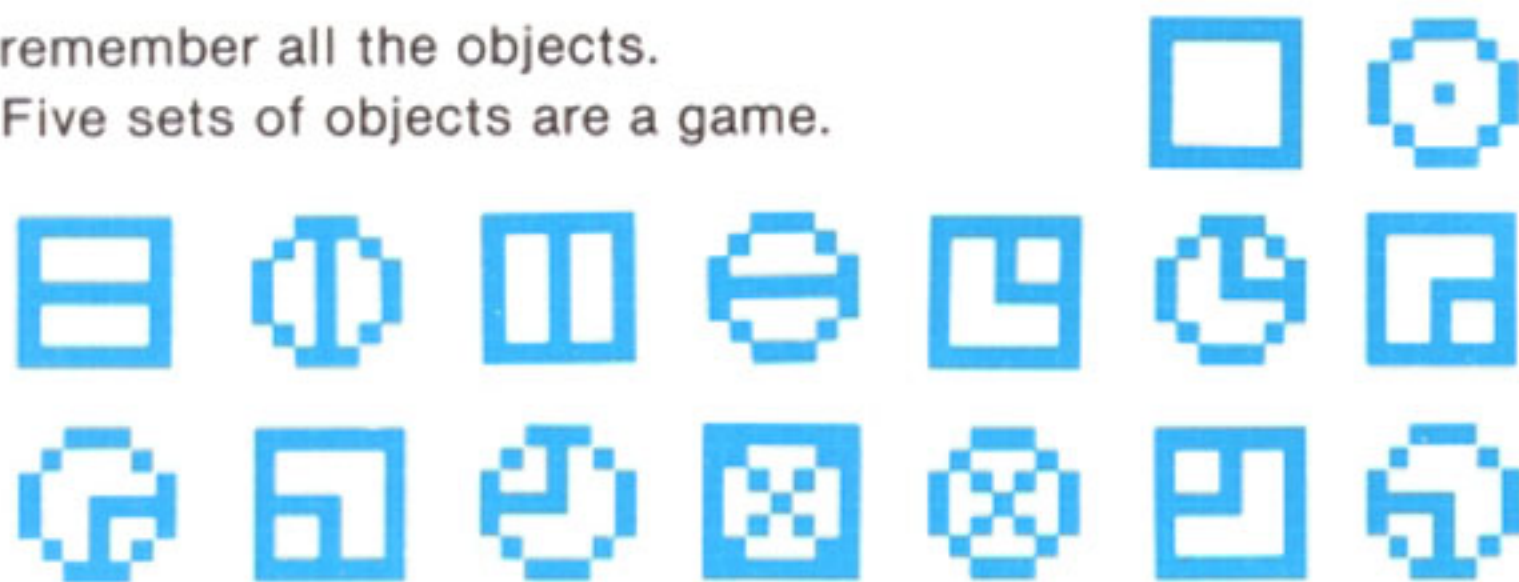 remember all the objects.
Five sets of objects are a game.